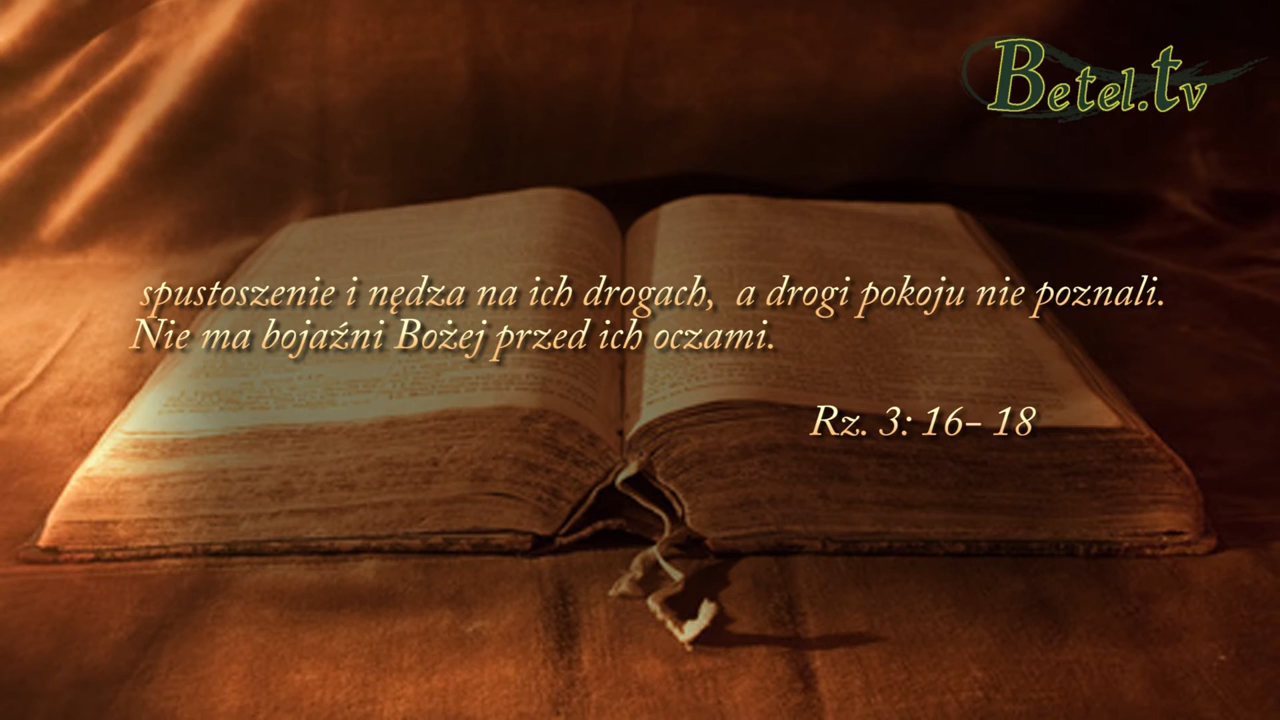 Betel.tv
spustoszenie i nędza na ich drogach, a drogi pokoju nie poznali.
Nie ma bojaźni Bożej przed ich oczami.
Rz. 3: 16– 18